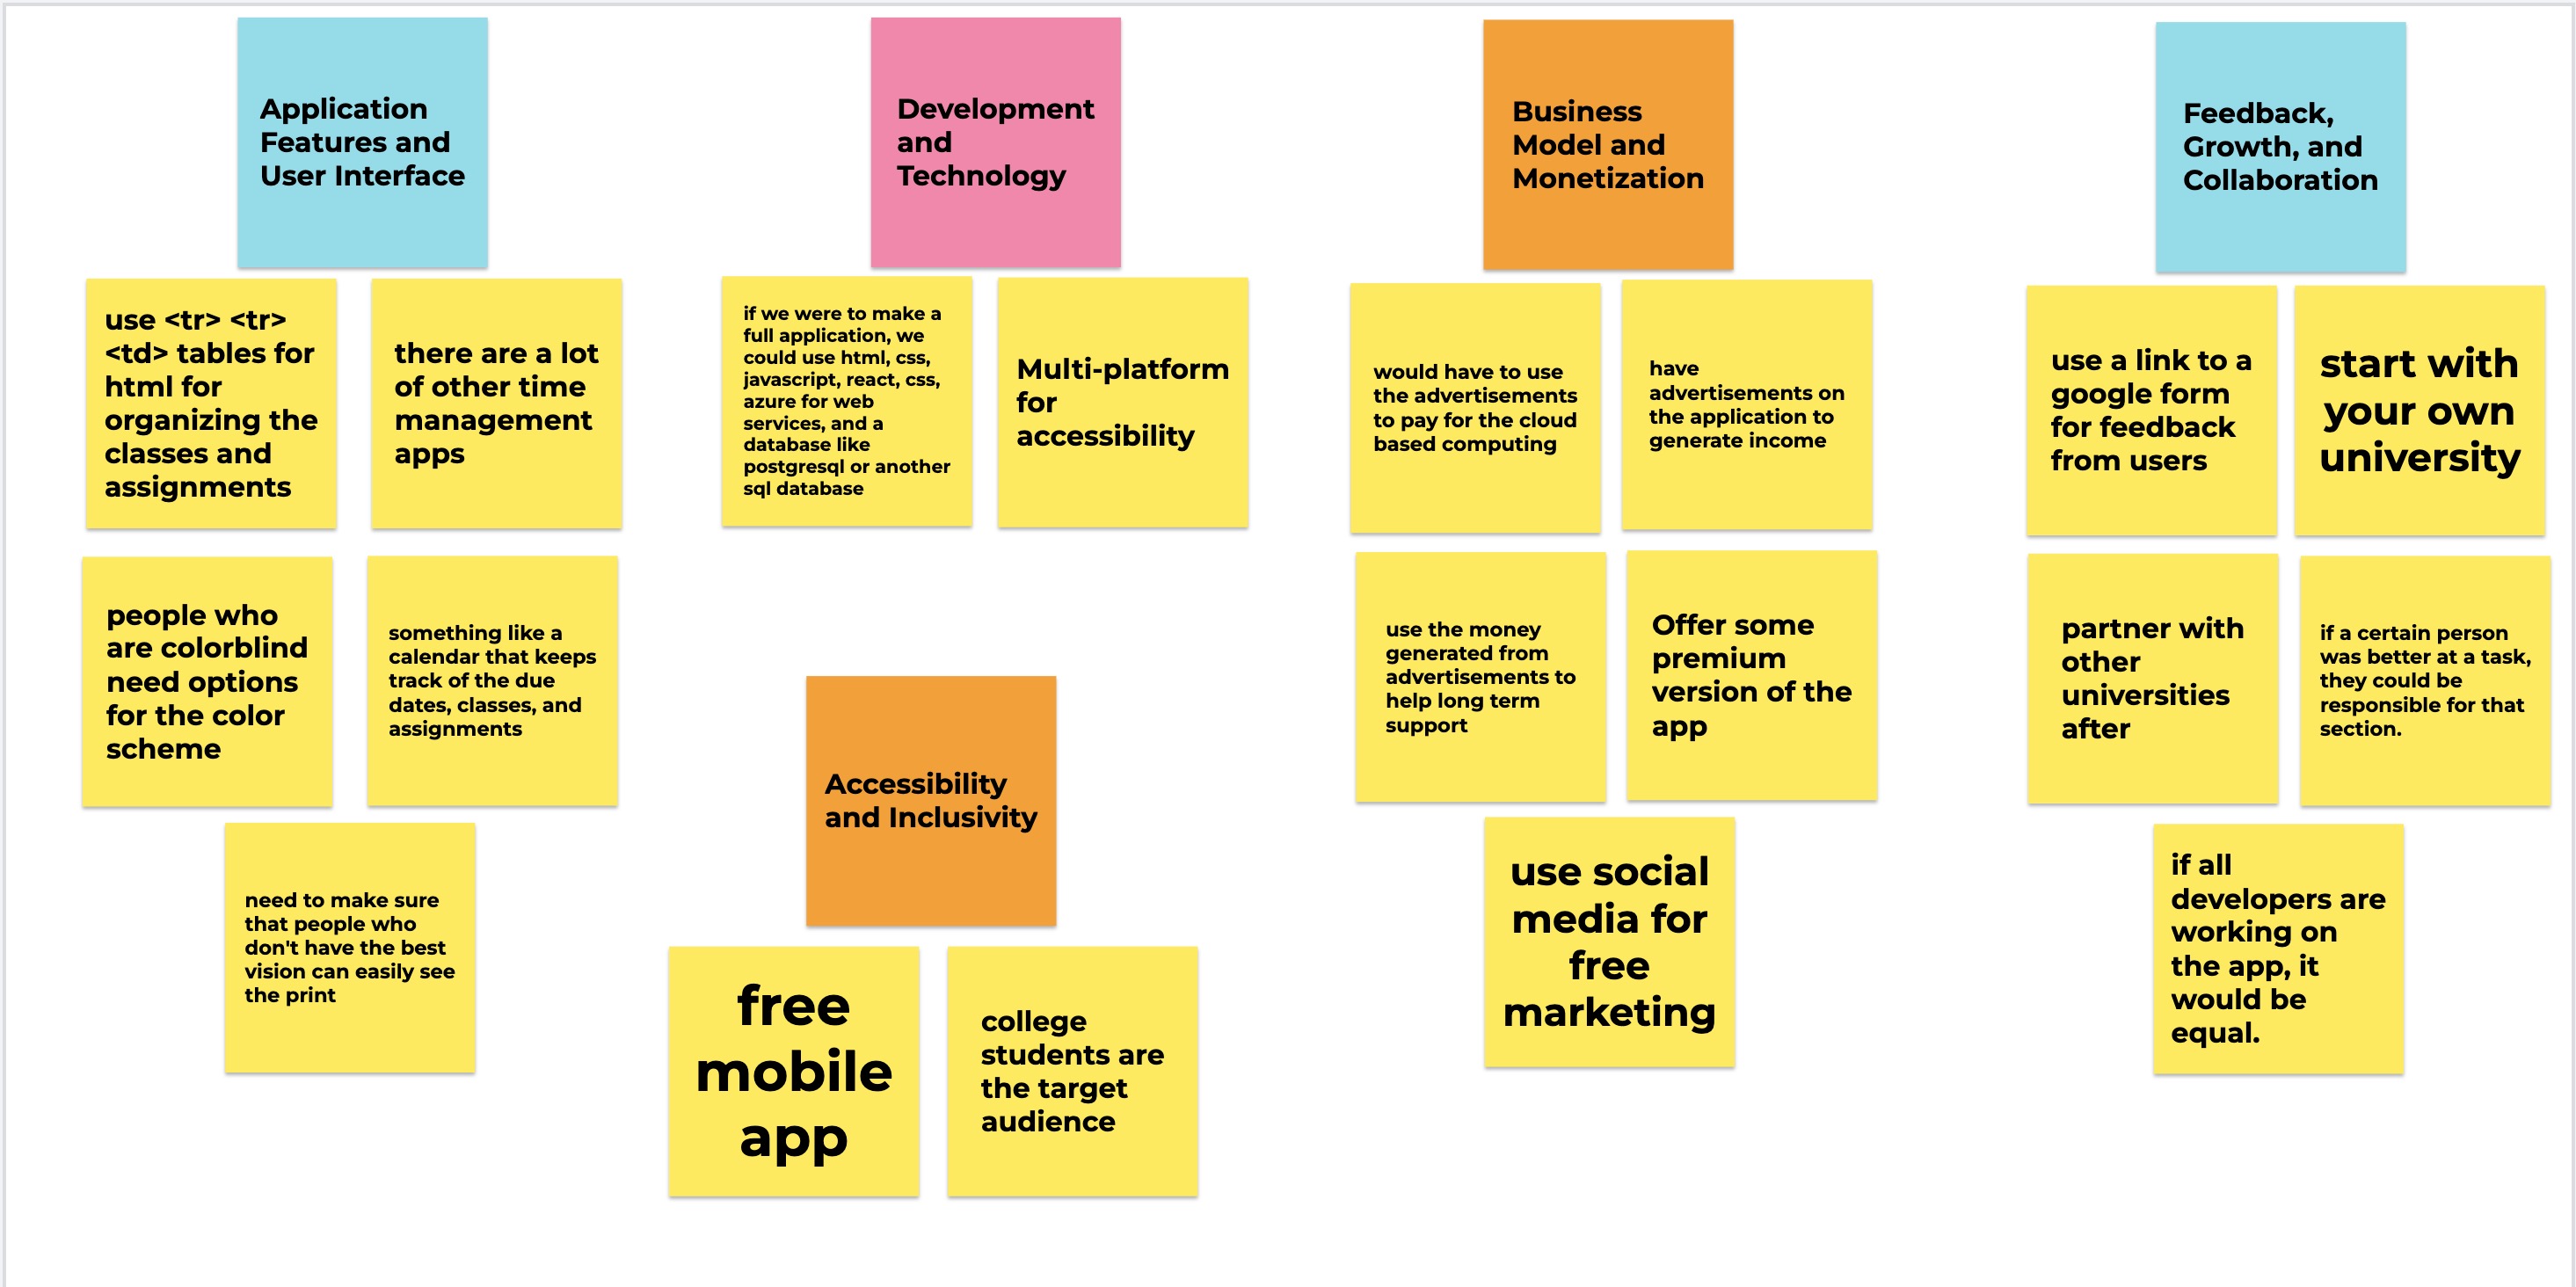 Application
Features and
User Interface
use <tr> <tr>
<td> tables for
html for
organizing the
classes and
assignments
there are a lot
of other time
management
apps
people who
are colorblind
need options
for the color
scheme
something like a
calendar that keeps
track of the due
dates, classes, and
assignments
need to make sure
that people who
don't have the best
vision can easily see
the print
Development
and
Technology
if we were to make a
full application, we
could use html, css,
javascript, react, css,
azure for web
services, and a
database like
postgresql or another
sql database
Multi-platform
for
accessibility
Accessibility
and Inclusivity
free
mobile
app
college
students are
the target
audience
Business
Model and
Monetization
would have to use
the advertisements
to pay for the cloud
based computing
have
advertisements on
the application to
generate income
use the money
generated from
advertisements to
help long term
support
Offer some
premium
version of the
app
use social
media for
free
marketing
Feedback,
Growth, and
Collaboration
use a link to a
google form
for feedback
from users
start with
your own
university
partner with
other
universities
after
if a certain person
was better at a task,
they could be
responsible for that
section.
if all
developers are
working on
the app, it
would be
equal.